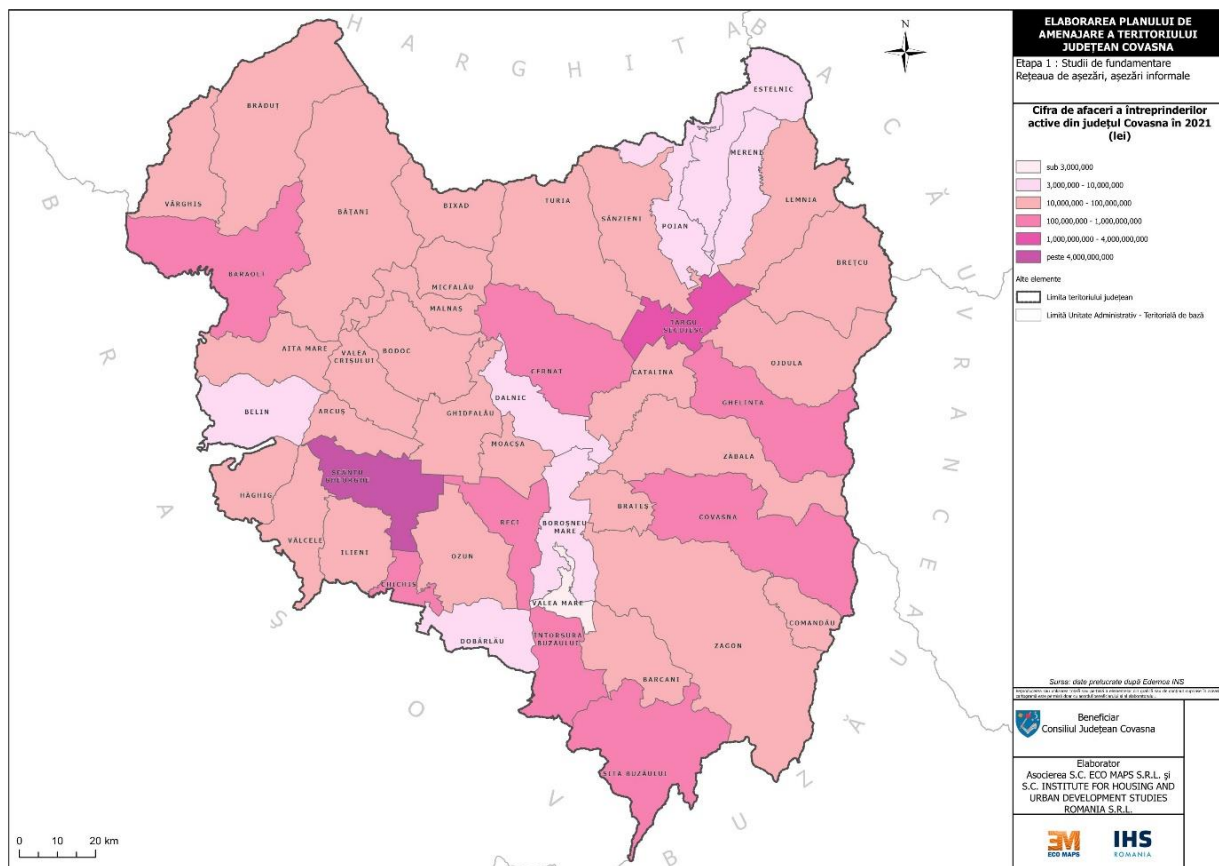 HARGHITA
BACĂU
VRANCEA
BUZĂU
BRAȘOV
N
ESTELNIC
BRĂDUȚ
MERENI
LEMNIA
VÂRGHIȘ
BĂȚANI
BIXAD
TURIA
SÂNZIENI
POIAN
BREȚCU
BARAOLT
MICFALĂU
MALNAȘ
TARGU
SECUIESC
AITA MARE
VALEA
CRIȘULUI
BODOC
CERNAT
CATALINA
OJDULA
DALNIC
GHELINTA
BELIN
ARCUȘ
GHIDFALĂU
MOACȘA
ZĂBALA
SFANTU
GHEORGHE
HĂGHIG
RECI
BOROȘNEU
MARE
BRATEȘ
COVASNA
VÂLCELE
ILIENI
OZUN
CHICHIȘ
VALEA MARE
COMANDĂU
DOBÂRLĂU
ÎNTORSURA
BUZĂULUI
ZAGON
BARCANI
SITA BUZĂULUI
0 10 20 km
ELABORAREA PLANULUI DE
AMENAJARE A TERITORIULUI
JUDEȚEAN COVASNA
Etapa 1 : Studii de fundamentare
Rețeaua de așezări, așezări informale
Cifra de afaceri a întreprinderilor
active din județul Covasna în 2021
(lei)
sub 3,000,000
3,000,000 - 10,000,000
10,000,000 - 100,000,000
100,000,000 - 1,000,000,000
1,000,000,000 - 4,000,000,000
peste 4,000,000,000
Alte elemente
Limita teritoriului județean
Limită Unitate Administrativ - Teritorială de bază
Sursa: date prelucrate după Edemos INS
Beneficiar
Consiliul Județean Covasna
Elaborator
Asocierea S.C. ECO MAPS S.R.L. și
S.C. INSTITUTE FOR HOUSING AND
URBAN DEVELOPMENT STUDIES
ROMANIA S.R.L.
EM
ECO MAPS
IHS
ROMANIA